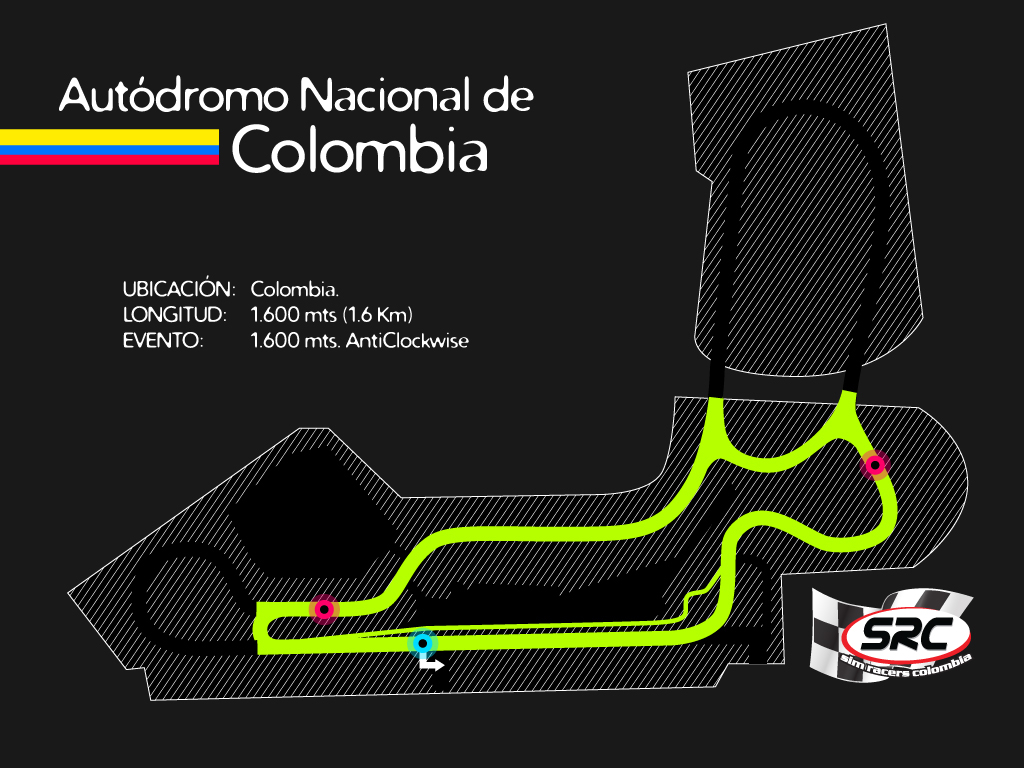 Autódromo Nacional de
Colombia
UBICACIÓN: Colombia.
LONGITUD: 1.600 mts (1.6 Km)
EVENTO: 1.600 mts. AntiClockwise
SRC
sim racers colombia